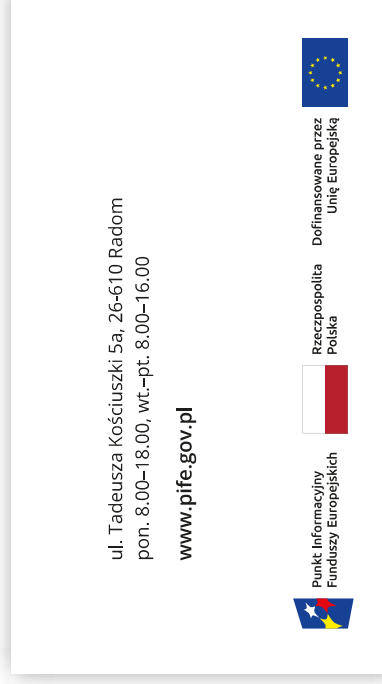 ul. Tadeusza Kościuszki 5a, 26-610 Radom
pon. 8.00–18.00, wt.–pt. 8.00–16.00
www.pife.gov.pl
Punkt Informacyjny
Funduszy Europejskich
Rzeczpospolita
Polska
Dofinansowane przez
Unię Europejską